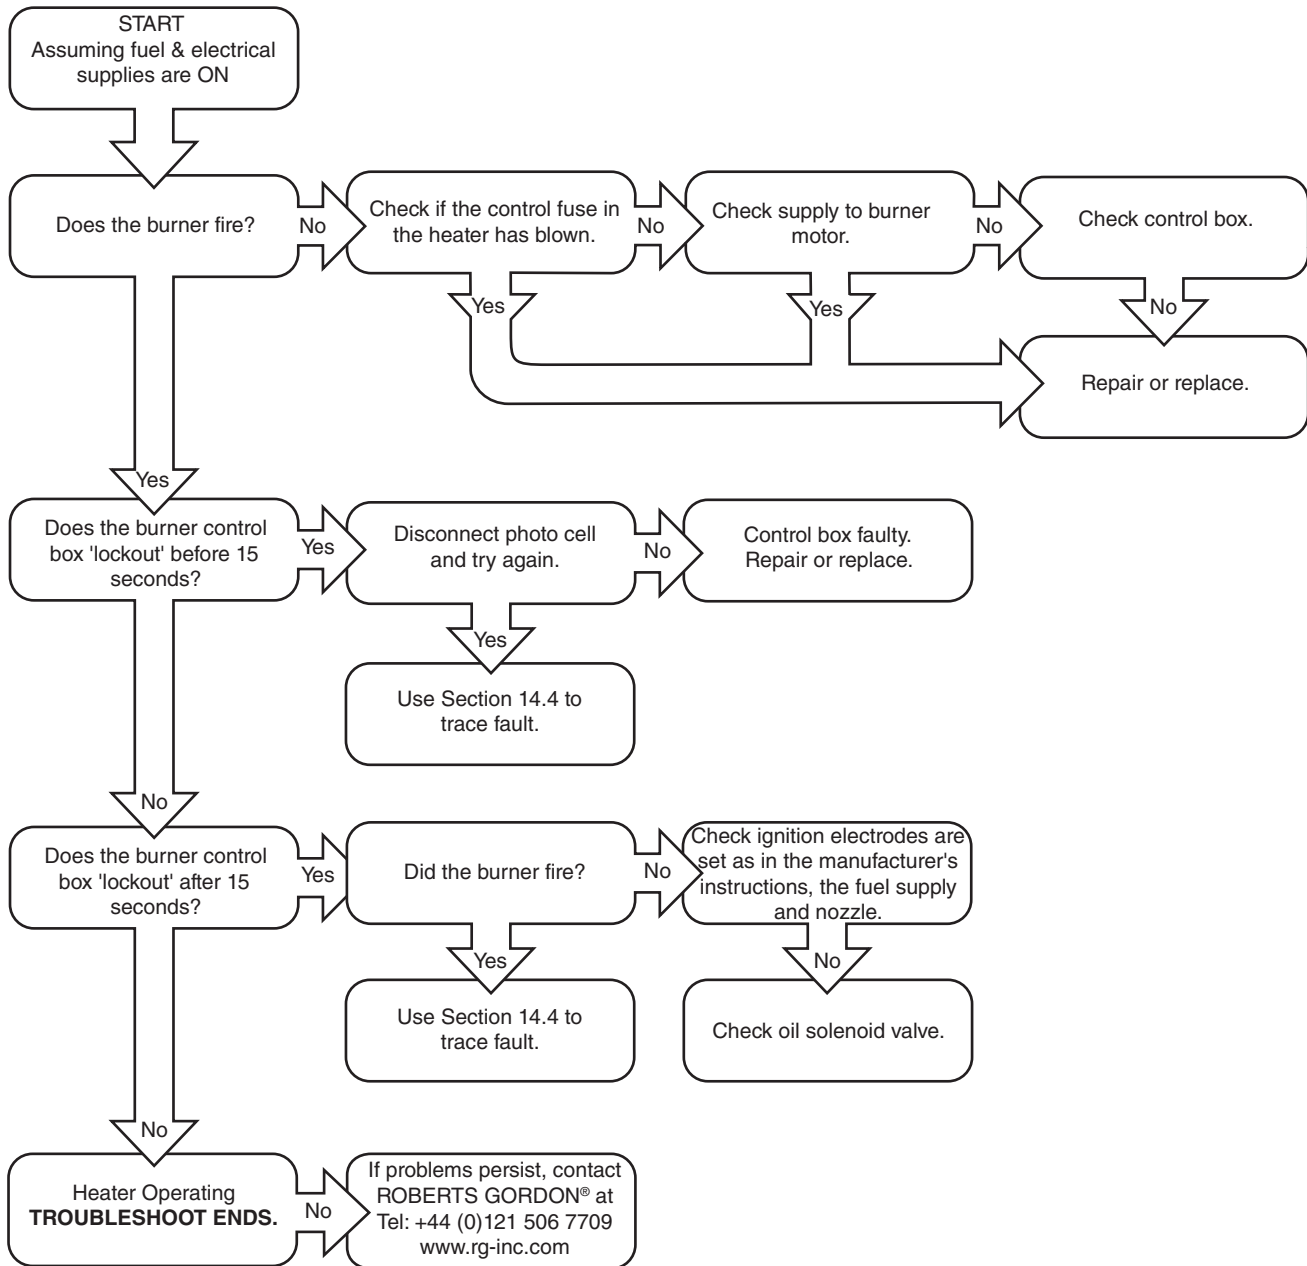 START
Assuming fuel & electrical
supplies are ON
Does the burner fire?
No
Check if the control fuse in
the heater has blown.
No
Check supply to burner
motor.
No
Check control box.
Yes
Yes
No
Repair or replace.
Yes
Does the burner control
box 'lockout' before 15
seconds?
Yes
Disconnect photo cell
and try again.
No
Control box faulty.
Repair or replace.
Yes
Use Section 14.4 to
trace fault.
No
Does the burner control
box 'lockout' after 15
seconds?
Yes
Did the burner fire?
No
Check ignition electrodes are
set as in the manufacturer's
instructions, the fuel supply
and nozzle.
Yes
No
Use Section 14.4 to
trace fault.
Check oil solenoid valve.
No
Heater Operating
TROUBLESHOOT ENDS.
No
If problems persist, contact
ROBERTS GORDON® at
Tel: +44 (0)121 506 7709
www.rg-inc.com